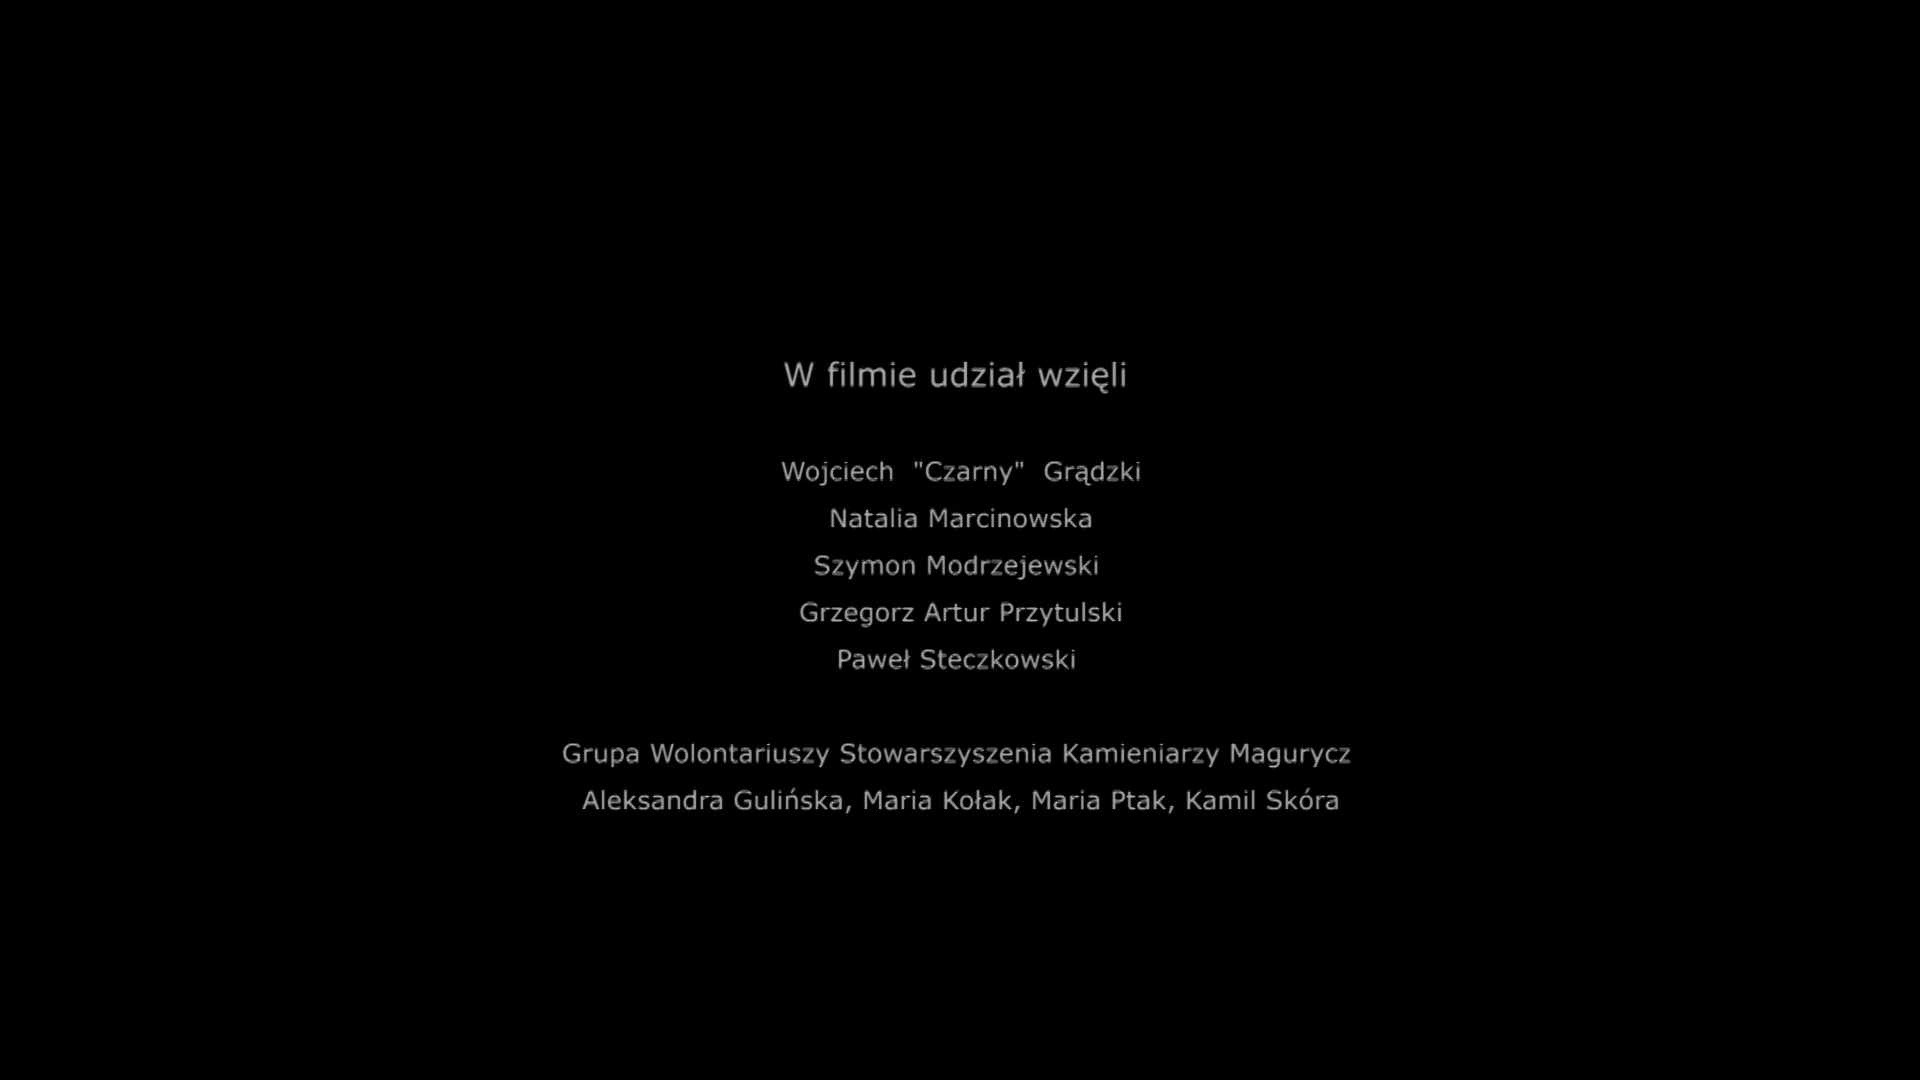 W filmie udział wzięli
Wojciech "Czarny" Grądzki
Natalia Marcinowska
Szymon Modrzejewski
Grzegorz Artur Przytulski
Paweł Steczkowski
Grupa Wolontariuszy Stowarszyszenia Kamieniarzy Magurycz
Aleksandra Gulińska, Maria Kołak, Maria Ptak, Kamil Skóra